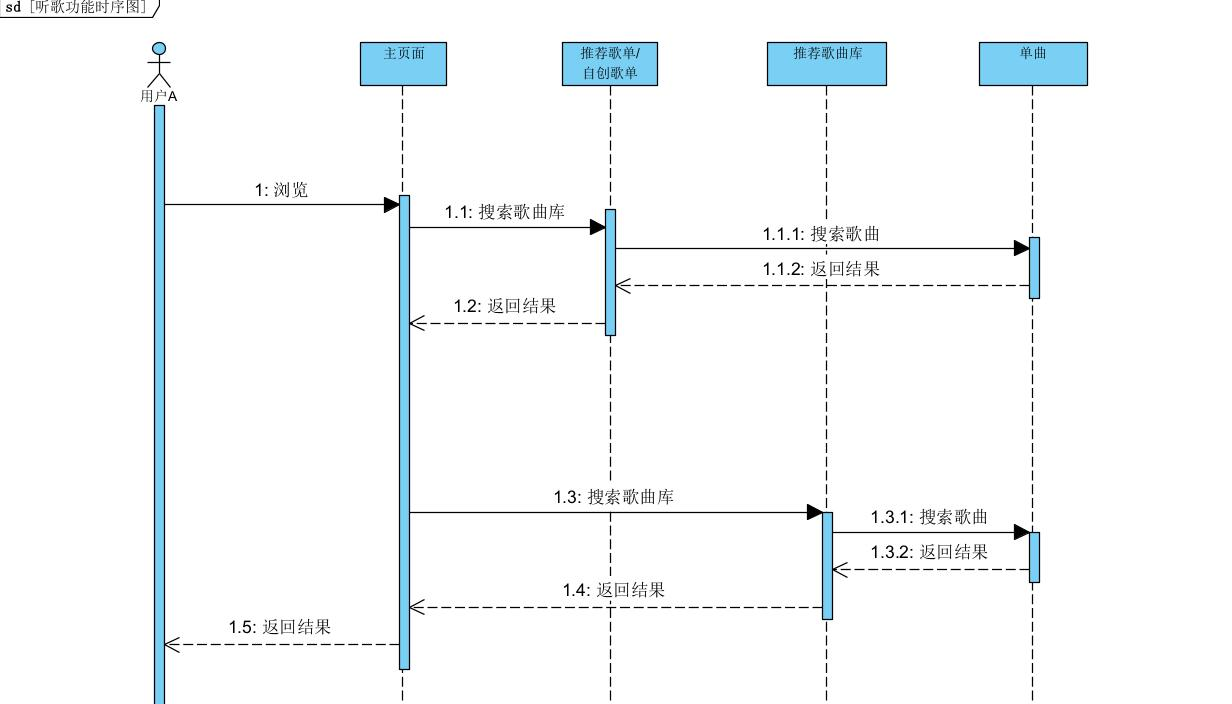 sd [听歌功能时序图]
用户A
主页面
推荐歌单/
自创歌单
推荐歌曲库
单曲
1: 浏览
1.1: 搜索歌曲库
1.1.1: 搜索歌曲
1.1.2: 返回结果
1.2: 返回结果
1.3: 搜索歌曲库
1.3.1: 搜索歌曲
1.3.2: 返回结果
1.4: 返回结果
1.5: 返回结果